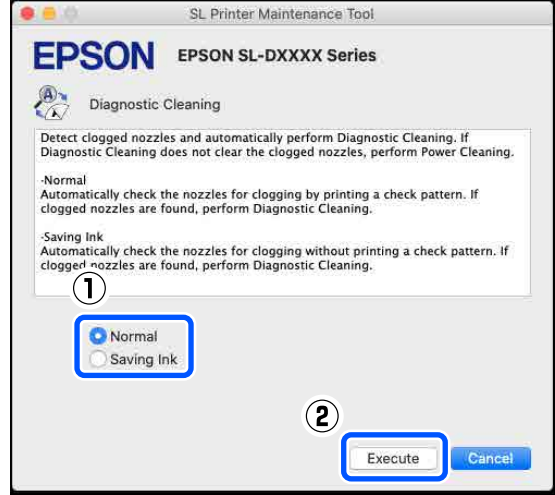 SL Printer Maintenance Tool
EPSON EPSON SL-DXXXX Series
A
Diagnostic Cleaning
Detect clogged nozzles and automatically perform Diagnostic Cleaning. If
Diagnostic Cleaning does not clear the clogged nozzles, perform Power Cleaning.
·Normal
Automatically check the nozzles for clogging by printing a check pattern. If
clogged nozzles are found, perform Diagnostic Cleaning.
·Saving Ink
Automatically check the nozzles for clogging without printing a check pattern. If
clogged nozzles are found, perform Diagnostic Cleaning.
①
Normal
Saving Ink
②
Execute Cancel